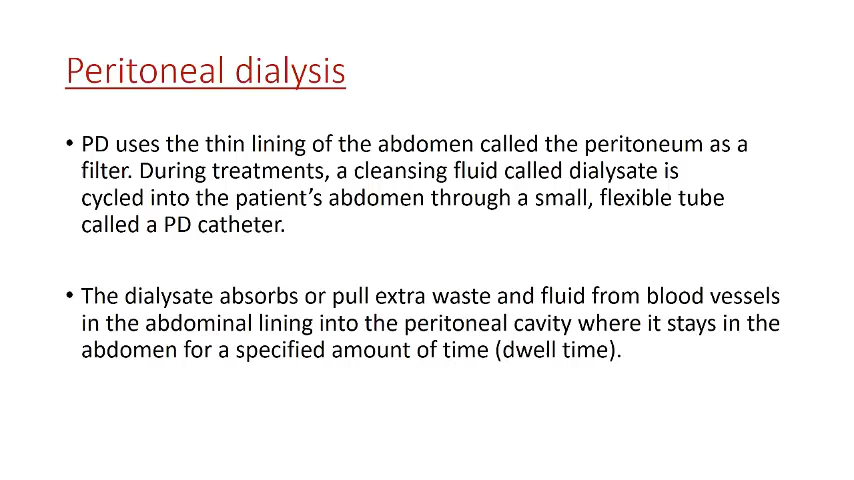 Peritoneal dialysis
• PD uses the thin lining of the abdomen called the peritoneum as a
filter. During treatments, a cleansing fluid called dialysate is
cycled into the patient’s abdomen through a small, flexible tube
called a PD catheter.
• The dialysate absorbs or pull extra waste and fluid from blood vessels
in the abdominal lining into the peritoneal cavity where it stays in the
abdomen for a specified amount of time (dwell time).